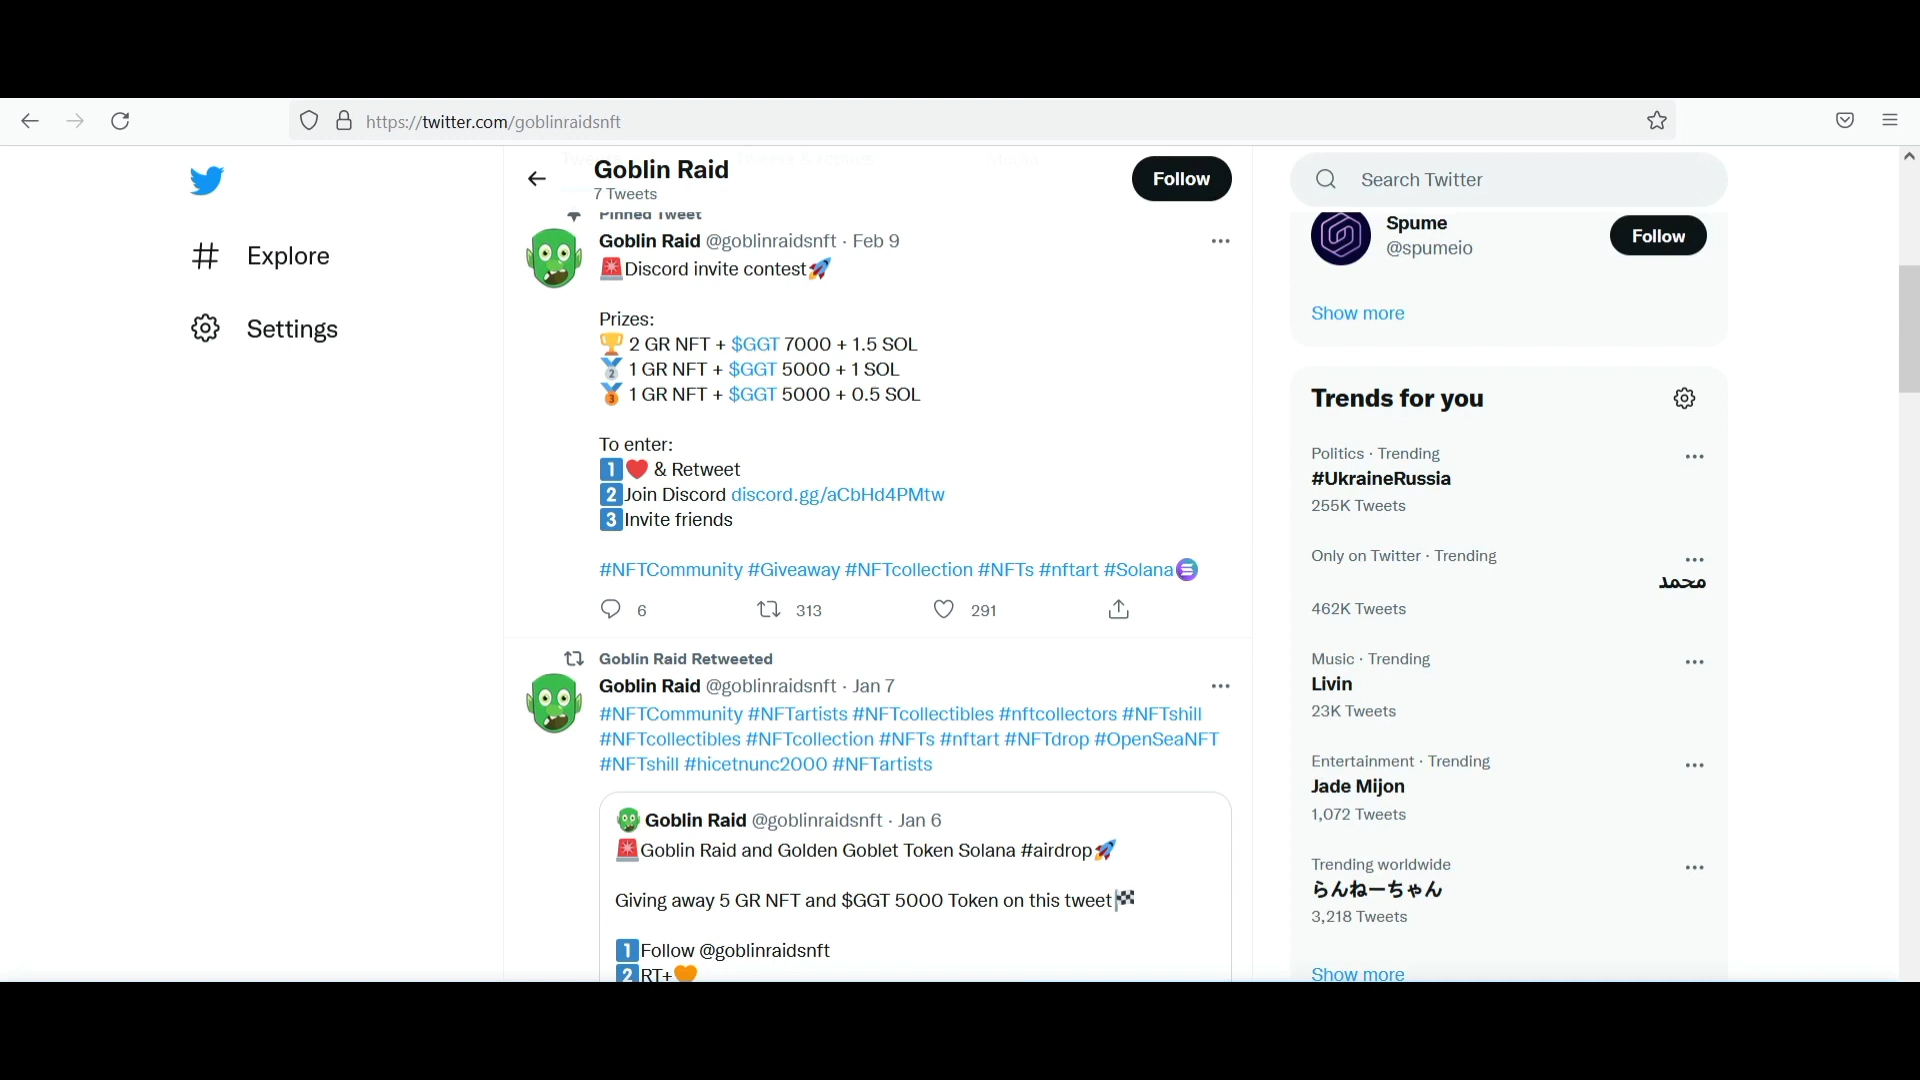 https://twitter.com/goblinraidsnft
Explore
Settings
Goblin Raid
7 Tweets
Follow
Pinned Tweet
Goblin Raid @goblinraidsnft · Feb 9
🚨Discord invite contest🚀
Prizes:
🏆 2 GR NFT + $GGT 7000 + 1.5 SOL
🥈 1 GR NFT + $GGT 5000 + 1 SOL
🥉 1 GR NFT + $GGT 5000 + 0.5 SOL
To enter:
1️⃣❤️ & Retweet
2️⃣Join Discord discord.gg/aCbHd4PMtw
3️⃣Invite friends
#NFTCommunity #Giveaway #NFTcollection #NFTs #nftart #Solana
6 313 291
Goblin Raid Retweeted
Goblin Raid @goblinraidsnft · Jan 7
#NFTCommunity #NFTartists #NFTcollectibles #nftcollectors #NFTshill
#NFTcollectibles #NFTcollection #NFTs #nftart #NFTdrop #OpenSeaNFT
#NFTshill #hicetnunc2000 #NFTartists
Goblin Raid @goblinraidsnft · Jan 6
🚨Goblin Raid and Golden Goblet Token Solana #airdrop🚀
Giving away 5 GR NFT and $GGT 5000 Token on this tweet🏁
1️⃣Follow @goblinraidsnft
2️⃣RT+🧡
Search Twitter
Spume
@spumeio
Follow
Show more
Trends for you
Politics · Trending
#UkraineRussia
255K Tweets
Only on Twitter · Trending
محمد
462K Tweets
Music · Trending
Livin
23K Tweets
Entertainment · Trending
Jade Mijon
1,072 Tweets
Trending worldwide
らんねーちゃん
3,218 Tweets
Show more